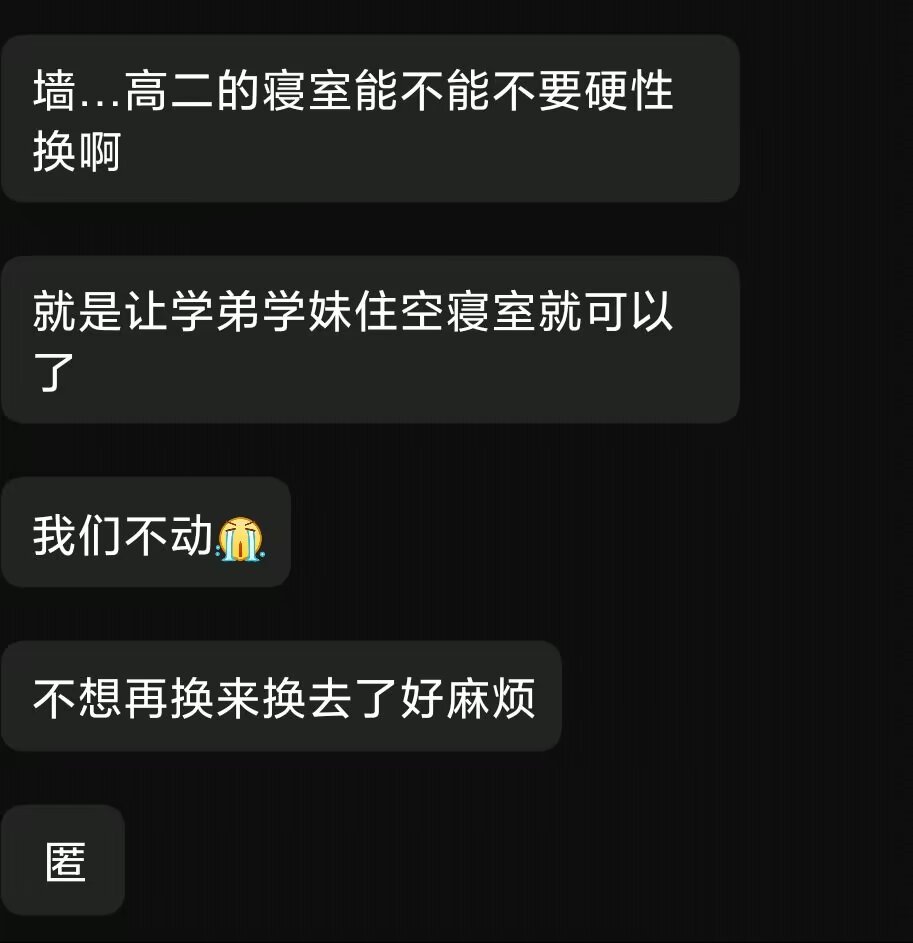 墙...高二的寝室能不能不要硬性
换啊
就是让学弟学妹住空寝室就可以
了
我们不动😭
不想再换来换去了好麻烦
匿